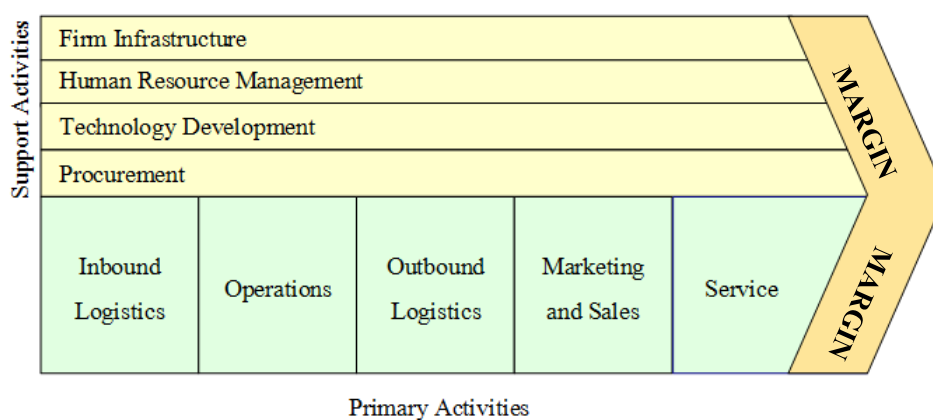 Support Activities
Firm Infrastructure
Human Resource Management
Technology Development
Procurement
MARGIN
Inbound
Logistics
Operations
Outbound
Logistics
Marketing
and Sales
Service
MARGIN
Primary Activities